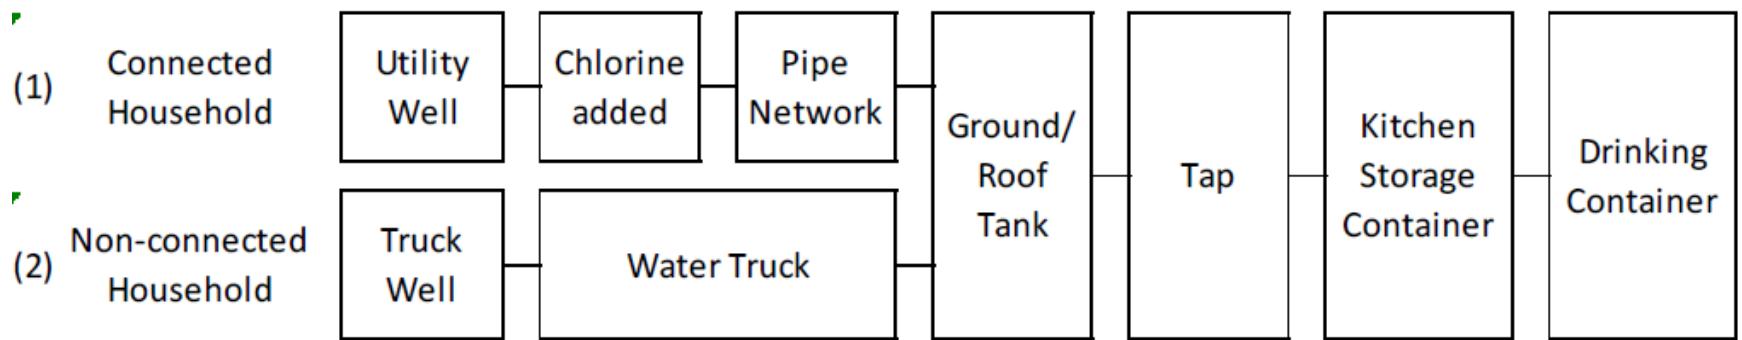 (1)
Connected
Household
Utility
Well
Chlorine
added
Pipe
Network
(2)
Non-connected
Household
Truck
Well
Water Truck
Ground/
Roof
Tank
Tap
Kitchen
Storage
Container
Drinking
Container